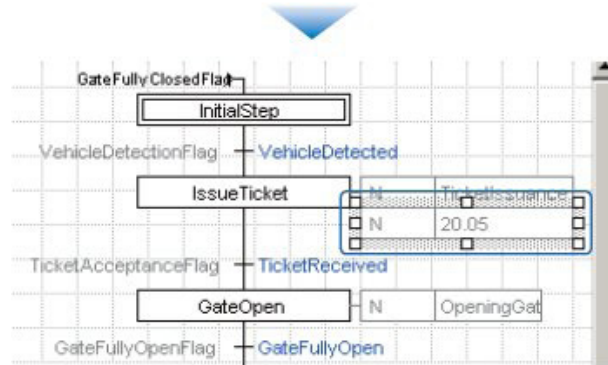 GateFullyClosedFlag
InitialStep
VehicleDetectionFlag VehicleDetected
IssueTicket N TicketIssuance
N 20.05
TicketAcceptanceFlag TicketReceived
GateOpen N OpeningGat
GateFullyOpenFlag GateFullyOpen